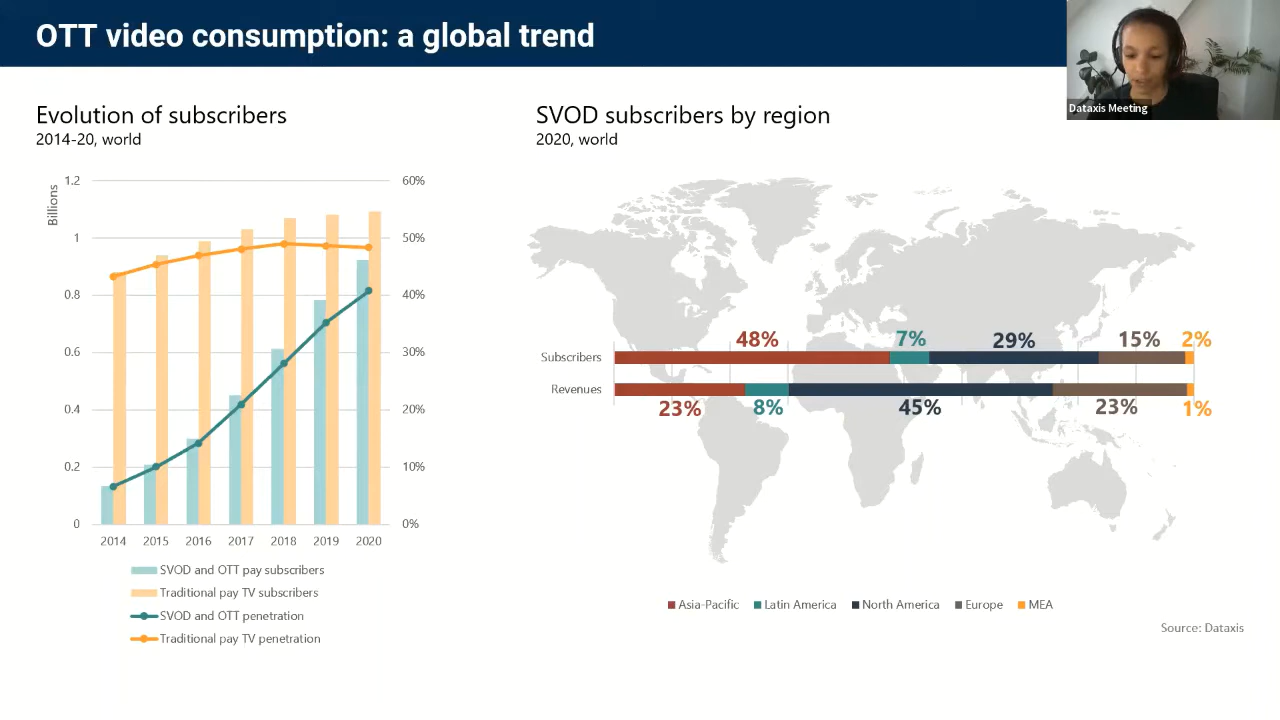 OTT video consumption: a global trend
Dataxis Meeting
Evolution of subscribers
2014-20, world
Billions
1.2
1
0.8
0.6
0.4
0.2
0
60%
50%
40%
30%
20%
10%
0%
2014 2015 2016 2017 2018 2019 2020
SVOD and OTT pay subscribers
Traditional pay TV subscribers
SVOD and OTT penetration
Traditional pay TV penetration
SVOD subscribers by region
2020, world
48% 7% 29% 15% 2%
Subscribers
Revenues
23% 8% 45% 23% 1%
Asia-Pacific Latin America North America Europe MEA
Source: Dataxis